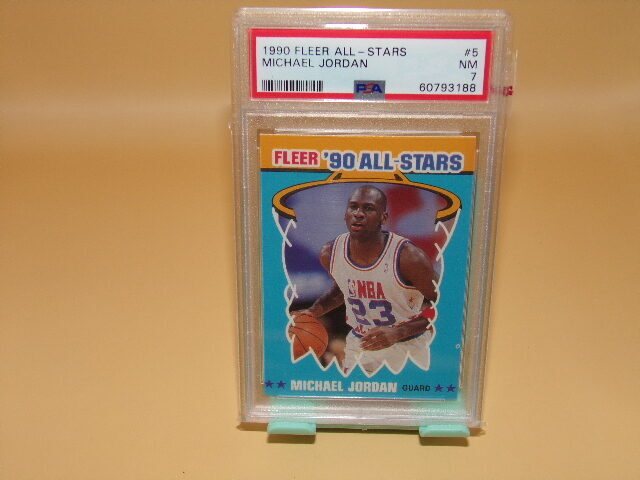 1990 FLEER ALL-STARS #5
MICHAEL JORDAN NM
7
PSA 60793188
FLEER '90 ALL-STARS
NBA
23
MICHAEL JORDAN GUARD